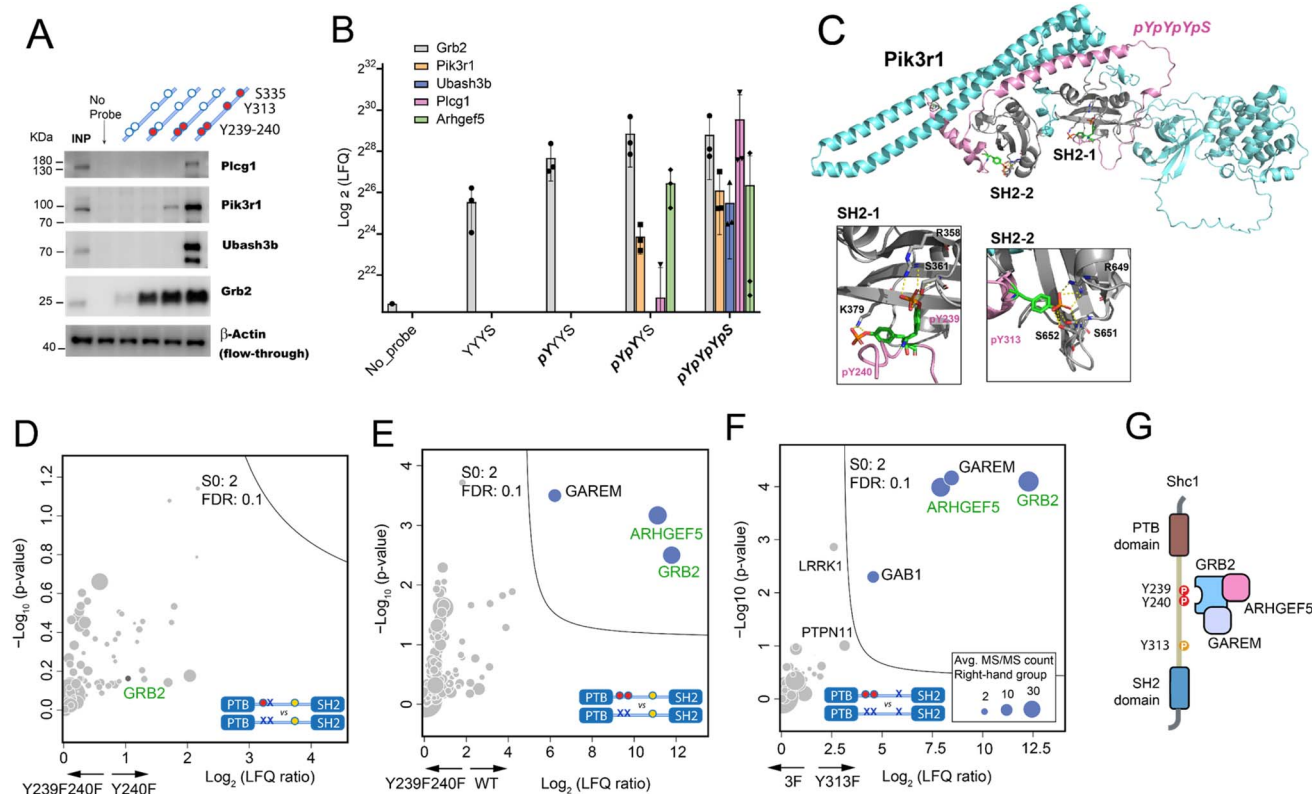 A
No
Probe
S335
Y313
Y239-240
KDa
INP
180
130
Plcg1
100
70
Pik3r1
70
Ubash3b
25
Grb2
40
β-Actin
(flow-through)
B
Grb2
Pik3r1
Ubash3b
Plcg1
Arhgef5
Log 2 (LFQ)
2^32
2^30
2^28
2^26
2^24
2^22
No_probe
YYYS
pYYYS
pYpYYS
pYpYpYpS
C
Pik3r1
pYpYpYpS
SH2-1
SH2-2
SH2-1
R358
S361
K379
pY239
pY240
SH2-2
R649
S652
S651
pY313
D
S0: 2
FDR: 0.1
−Log10 (p-value)
1.2
1.0
0.8
0.6
0.4
0.2
0.0
GRB2
PTB
SH2
vs
PTB
SH2
0 1 2 3 4
Log2 (LFQ ratio)
Y239F240F
Y240F
E
S0: 2
FDR: 0.1
GAREM
ARHGEF5
GRB2
−Log10 (p-value)
4
3
2
1
0
PTB
SH2
vs
PTB
SH2
0 2 4 6 8 10 12
Log2 (LFQ ratio)
Y239F240F
WT
F
S0: 2
FDR: 0.1
GAREM
ARHGEF5
GRB2
LRRK1
GAB1
PTPN11
−Log10 (p-value)
4
3
2
1
0
Avg. MS/MS count
Right-hand group
2 10 30
PTB
SH2
vs
PTB
SH2
0 2.5 5 7.5 10 12.5
Log2 (LFQ ratio)
3F
Y313F
G
Shc1
PTB
domain
GRB2
Y239
P
Y240
P
ARHGEF5
GAREM
Y313
P
SH2
domain